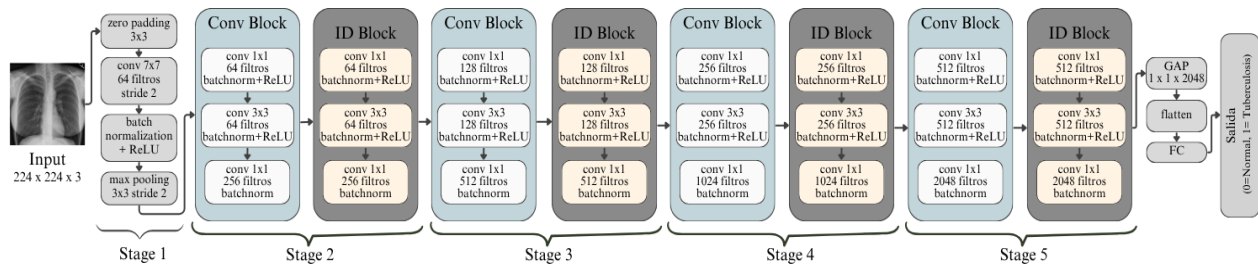 Input
224 x 224 x 3
zero padding
3x3
conv 7x7
64 filtros
stride 2
batch
normalization
+ ReLU
max pooling
3x3 stride 2
Stage 1
Conv Block
conv 1x1
64 filtros
batchnorm+ReLU
conv 3x3
64 filtros
batchnorm+ReLU
conv 1x1
256 filtros
batchnorm
ID Block
conv 1x1
64 filtros
batchnorm+ReLU
conv 3x3
64 filtros
batchnorm+ReLU
conv 1x1
256 filtros
batchnorm
Stage 2
Conv Block
conv 1x1
128 filtros
batchnorm+ReLU
conv 3x3
128 filtros
batchnorm+ReLU
conv 1x1
512 filtros
batchnorm
ID Block
conv 1x1
128 filtros
batchnorm+ReLU
conv 3x3
128 filtros
batchnorm+ReLU
conv 1x1
512 filtros
batchnorm
Stage 3
Conv Block
conv 1x1
256 filtros
batchnorm+ReLU
conv 3x3
256 filtros
batchnorm+ReLU
conv 1x1
1024 filtros
batchnorm
ID Block
conv 1x1
256 filtros
batchnorm+ReLU
conv 3x3
256 filtros
batchnorm+ReLU
conv 1x1
1024 filtros
batchnorm
Stage 4
Conv Block
conv 1x1
512 filtros
batchnorm+ReLU
conv 3x3
512 filtros
batchnorm+ReLU
conv 1x1
2048 filtros
batchnorm
ID Block
conv 1x1
512 filtros
batchnorm+ReLU
conv 3x3
512 filtros
batchnorm+ReLU
conv 1x1
2048 filtros
batchnorm
Stage 5
GAP
1 x 1 x 2048
flatten
FC
Salida
(0=Normal, 1= Tuberculosis)